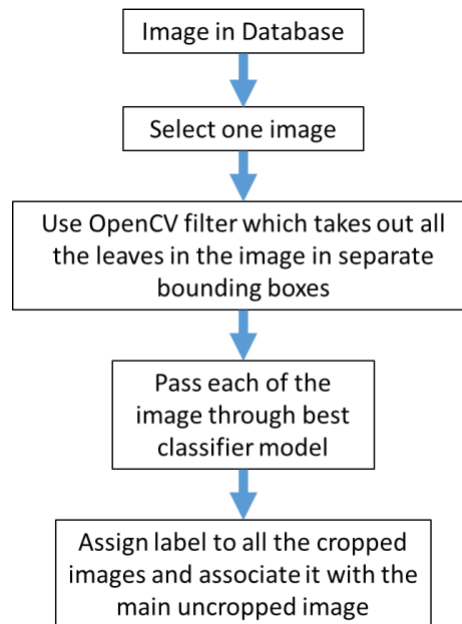 Image in Database
Select one image
Use OpenCV filter which takes out all
the leaves in the image in separate
bounding boxes
Pass each of the
image through best
classifier model
Assign label to all the cropped
images and associate it with the
main uncropped image